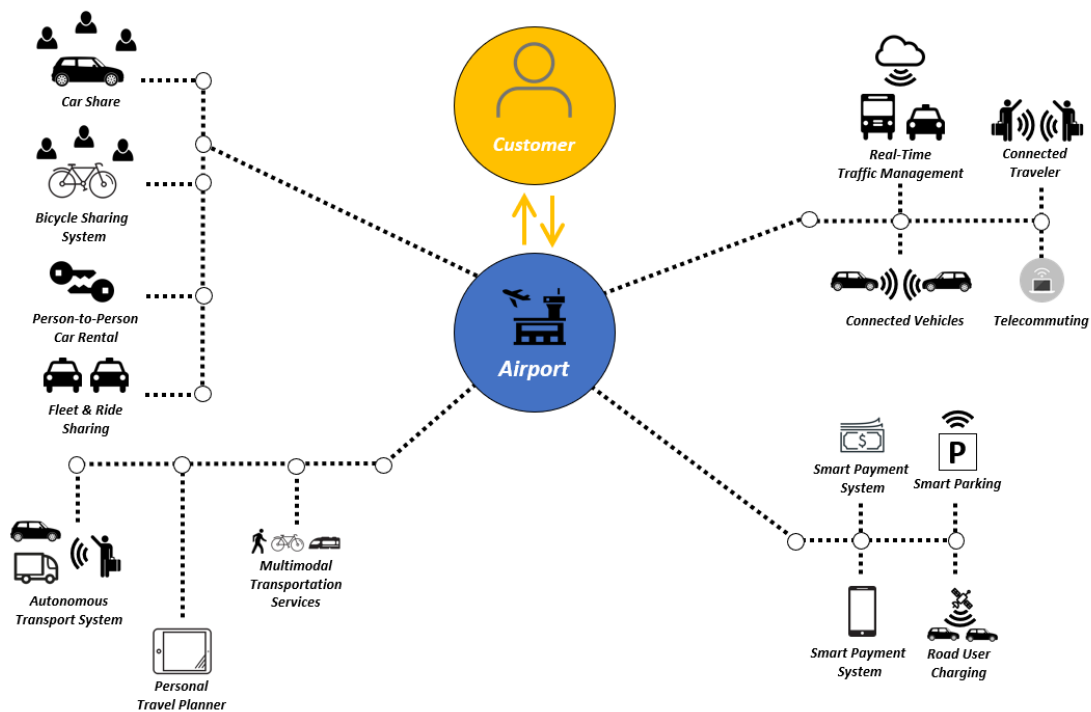 Car Share
Bicycle Sharing
System
Person-to-Person
Car Rental
Fleet & Ride
Sharing
Customer
Airport
Real-Time
Traffic Management
Connected
Traveler
Connected Vehicles
Telecommuting
Autonomous
Transport System
Personal
Travel Planner
Multimodal
Transportation
Services
$
Smart Payment
System
P
Smart Parking
Smart Payment
System
Road User
Charging